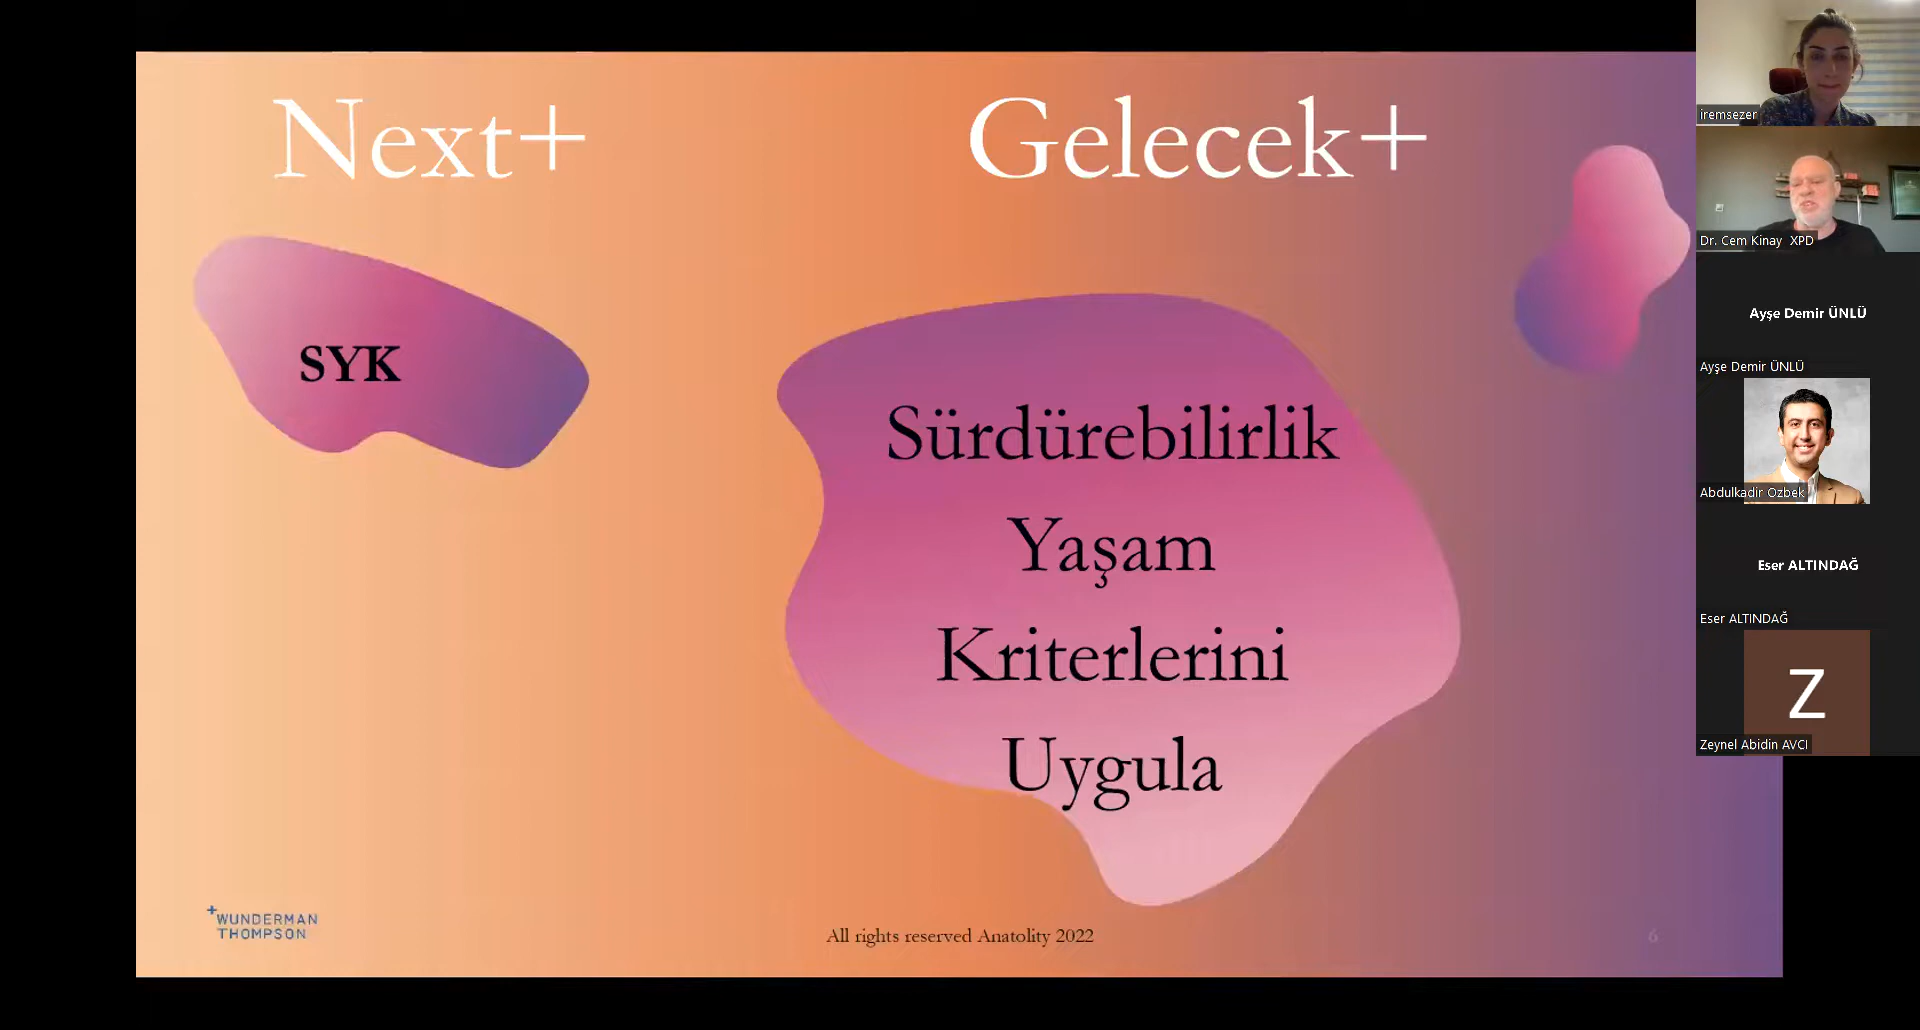 Next+
Gelecek+
SYK
Sürdürebilirlik
Yaşam
Kriterlerini
Uygula
+WUNDERMAN
THOMPSON
All rights reserved Anatolity 2022
6
iremsezer
Dr. Cem Kinay XPD
Ayşe Demir ÜNLÜ
Ayşe Demir ÜNLÜ
Abdulkadir Ozbek
Eser ALTINDAĞ
Eser ALTINDAĞ
Z
Zeynel Abidin AVCI